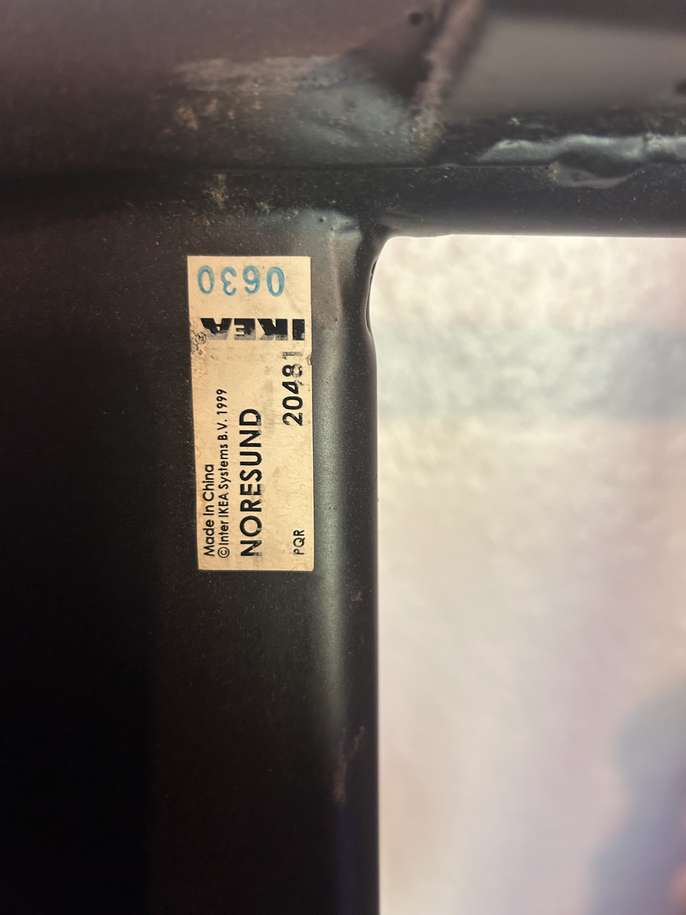 0630
IKEA
Made in China
©Inter IKEA Systems B.V. 1999
NORESUND
20481
PQR